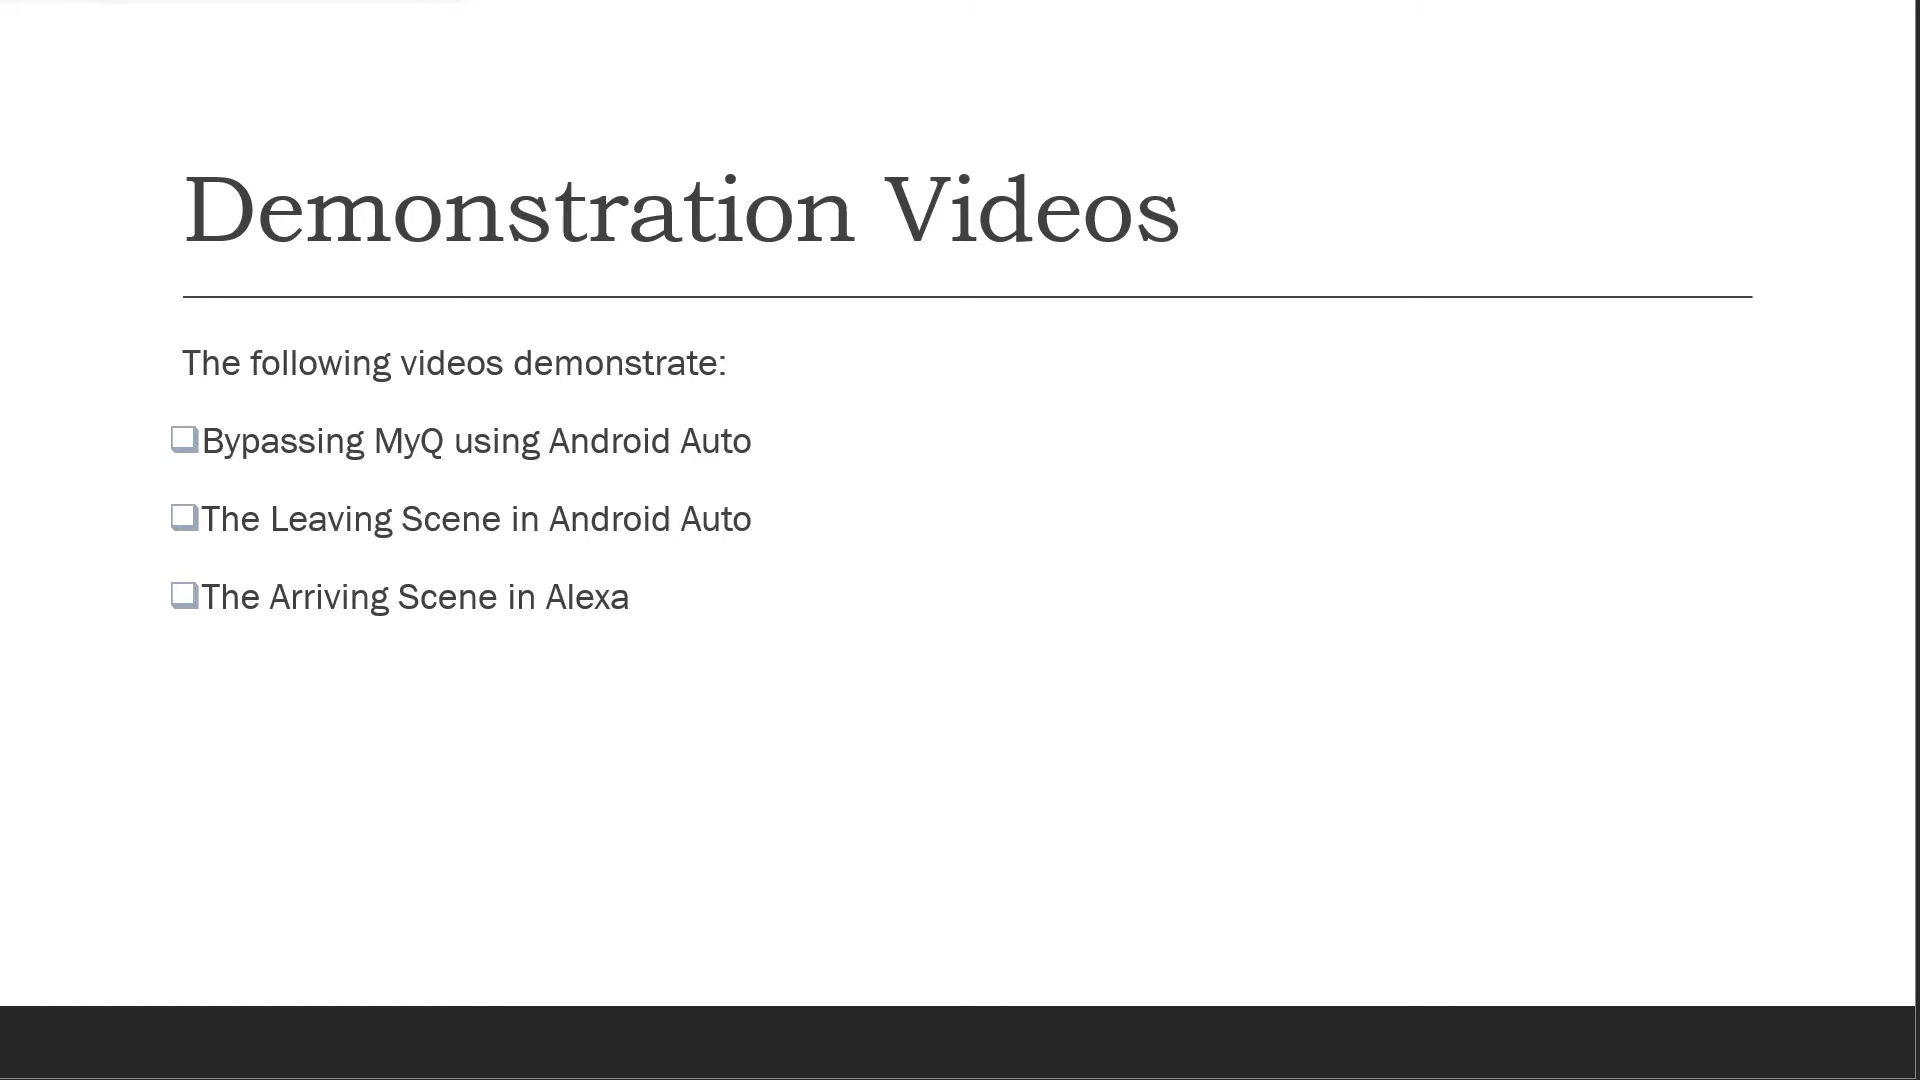 Demonstration Videos
The following videos demonstrate:
Bypassing MyQ using Android Auto
The Leaving Scene in Android Auto
The Arriving Scene in Alexa